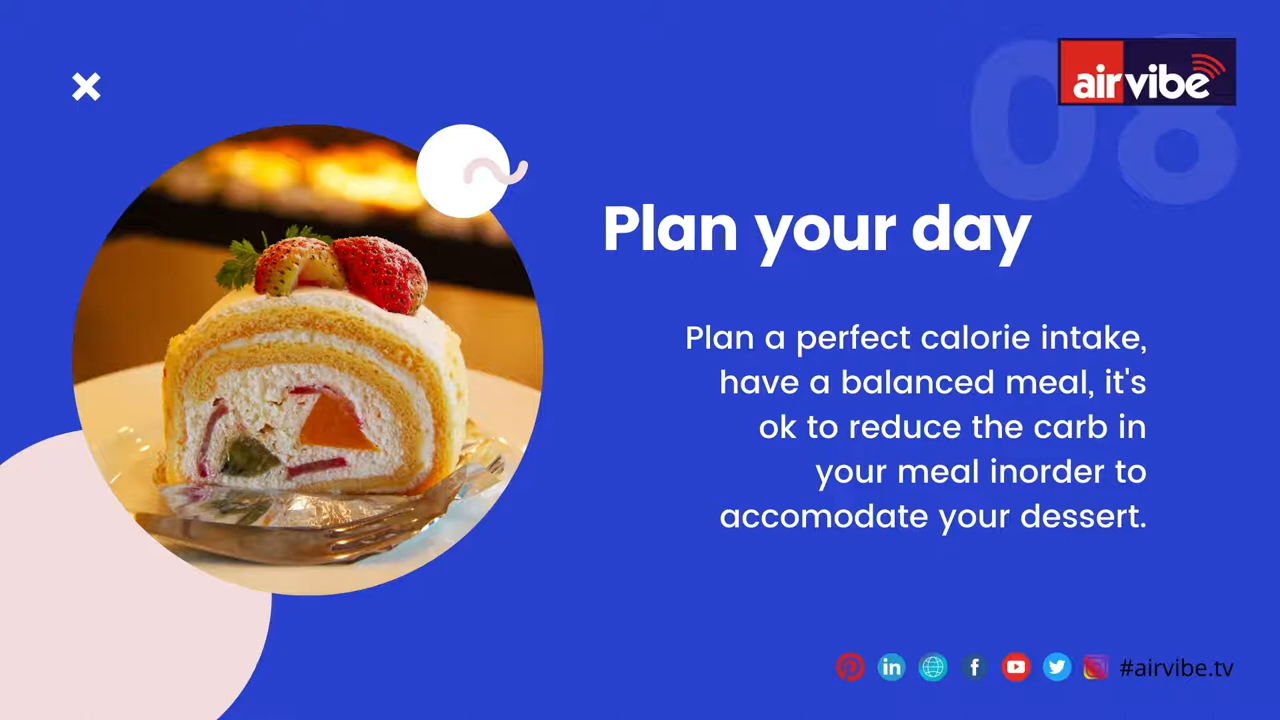 08
airvibe
Plan your day
Plan a perfect calorie intake,
have a balanced meal, it's
ok to reduce the carb in
your meal inorder to
accomodate your dessert.
#airvibe.tv